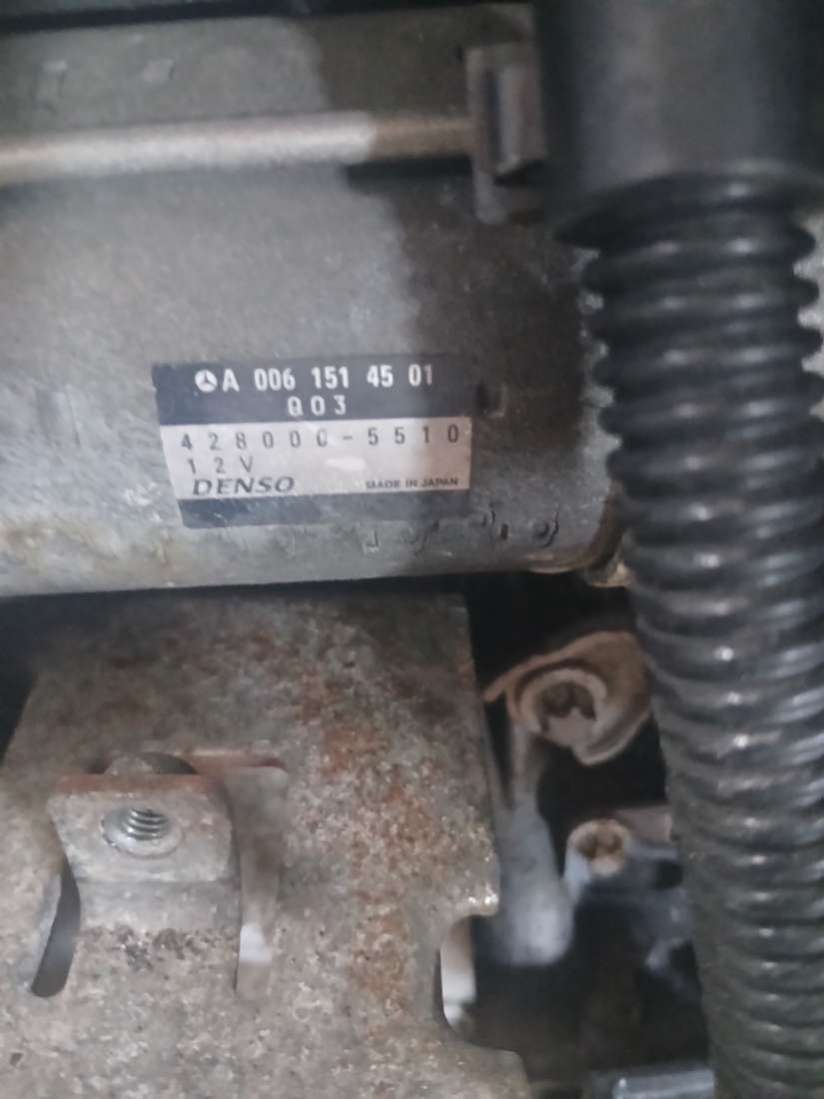 A 006 151 45 01
Q03
428000-5510
12V
DENSO MADE IN JAPAN